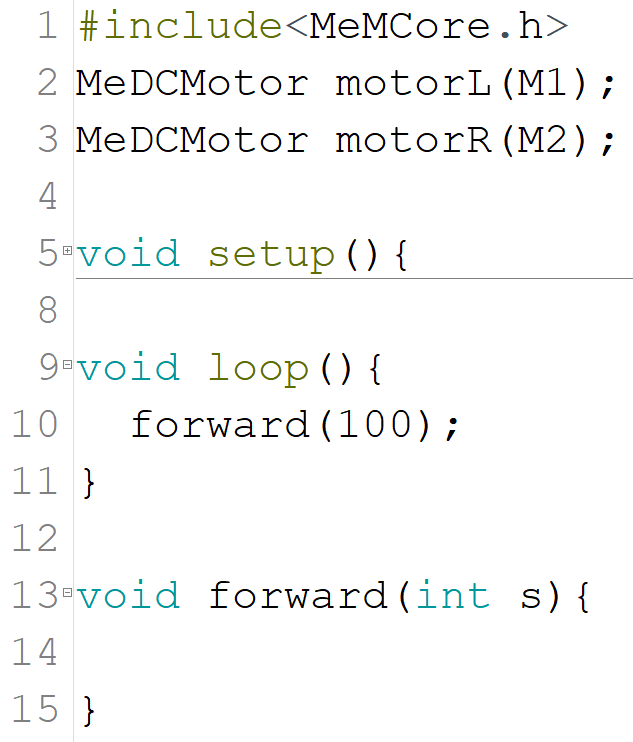 1 #include<MeMCore.h>
2 MeDCMotor motorL(M1);
3 MeDCMotor motorR(M2);
4
5 void setup(){
8
9 void loop(){
10 forward(100);
11 }
12
13 void forward(int s){
14
15 }